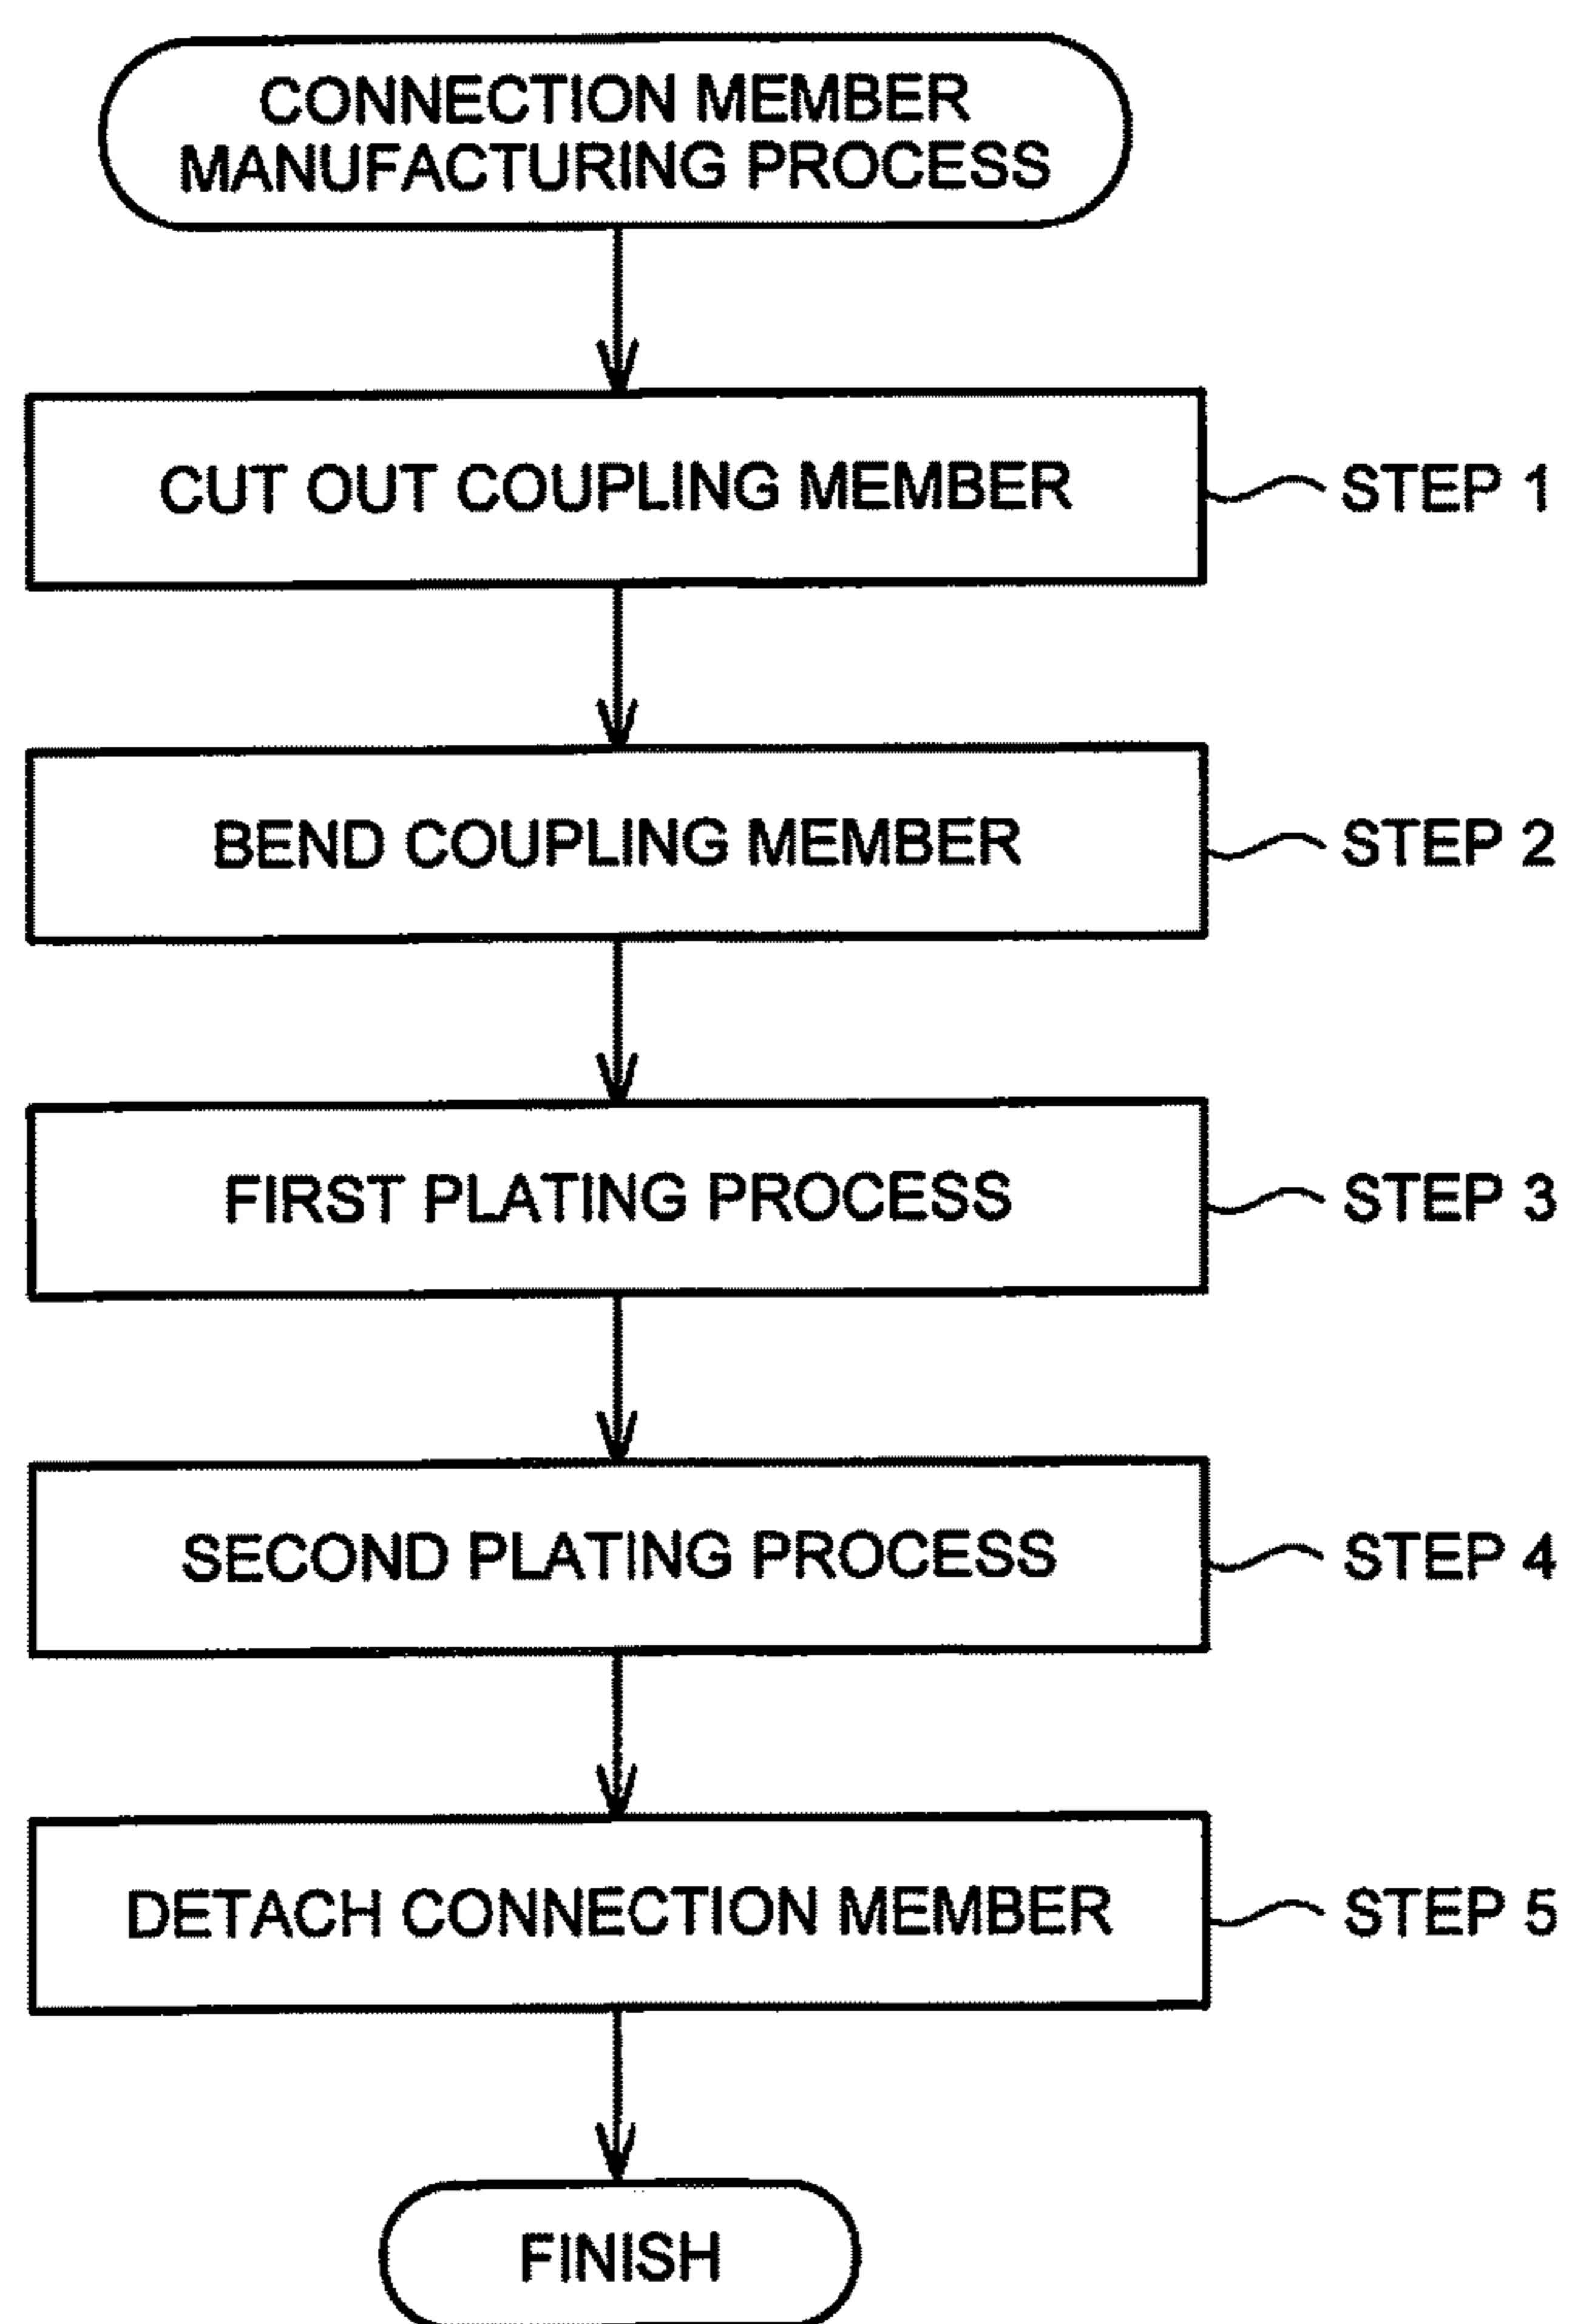 CONNECTION MEMBER
MANUFACTURING PROCESS
CUT OUT COUPLING MEMBER
STEP 1
BEND COUPLING MEMBER
STEP 2
FIRST PLATING PROCESS
STEP 3
SECOND PLATING PROCESS
STEP 4
DETACH CONNECTION MEMBER
STEP 5
FINISH